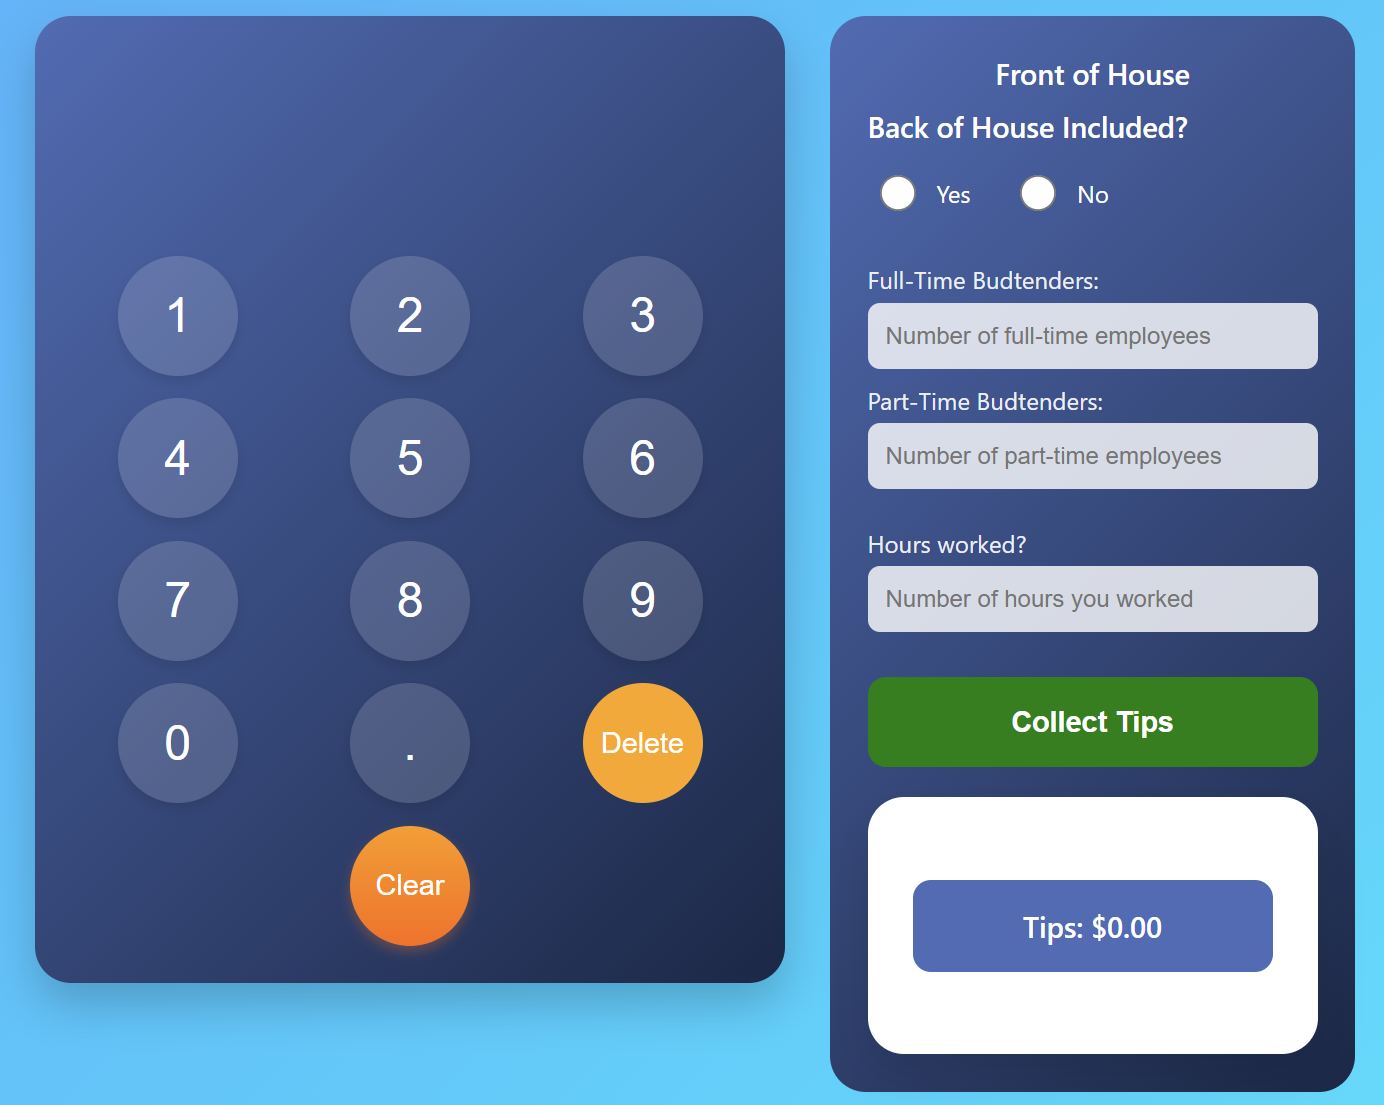 1 2 3
4 5 6
7 8 9
0 . Delete
Clear
Front of House
Back of House Included?
Yes No
Full-Time Budtenders:
Number of full-time employees
Part-Time Budtenders:
Number of part-time employees
Hours worked?
Number of hours you worked
Collect Tips
Tips: $0.00